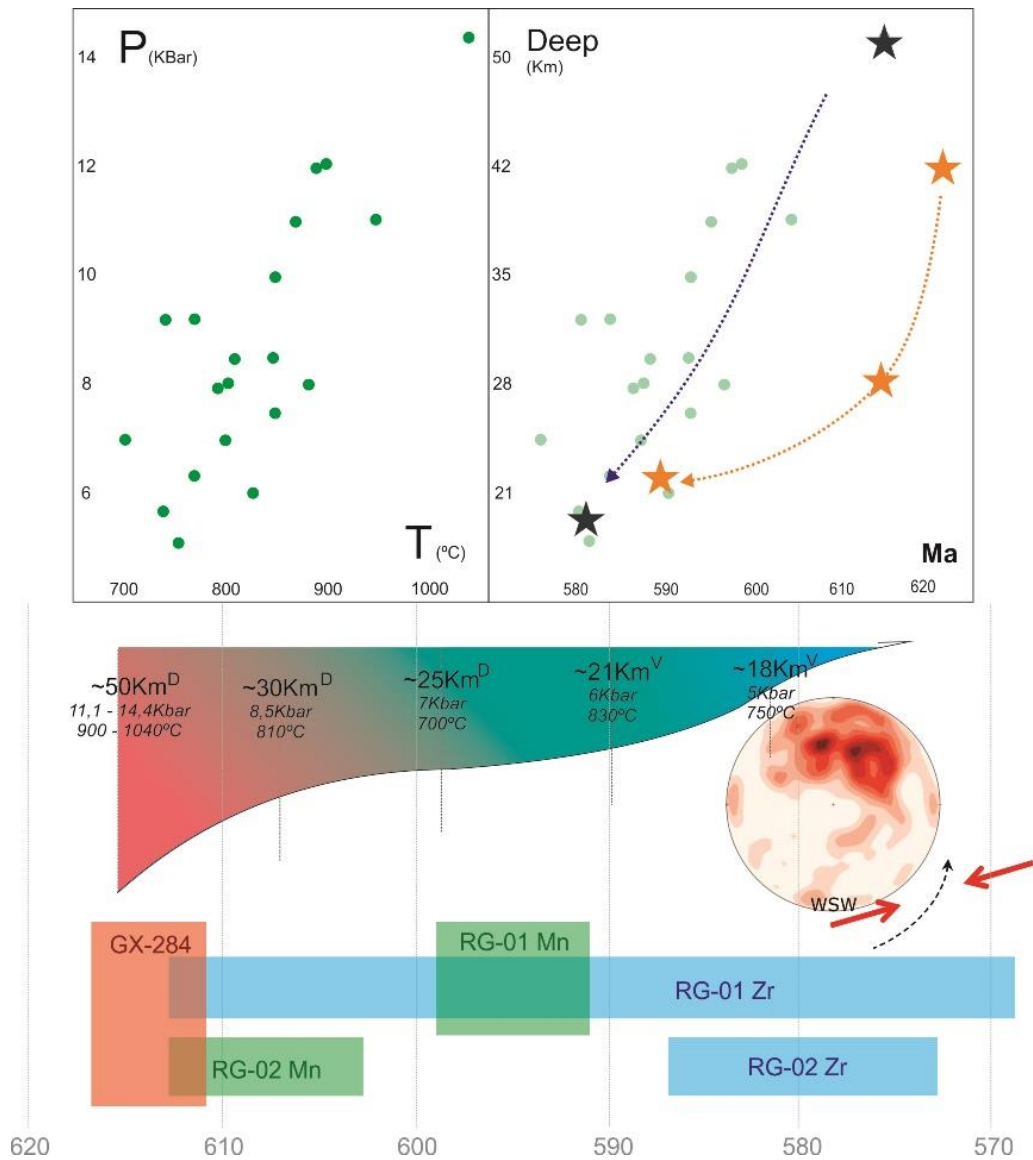 P (KBar)
14
12
10
8
6
T (ºC)
700 800 900 1000
Deep
(Km)
50
42
35
28
21
Ma
580 590 600 610 620
~50Kmᴰ
11,1 - 14,4Kbar
900 - 1040ºC
~30Kmᴰ
8,5Kbar
810ºC
~25Kmᴰ
7Kbar
700ºC
~21Kmⱽ
6Kbar
830ºC
~18Kmⱽ
5Kbar
750ºC
WSW
GX-284
RG-01 Mn
RG-01 Zr
RG-02 Mn
RG-02 Zr
620 610 600 590 580 570